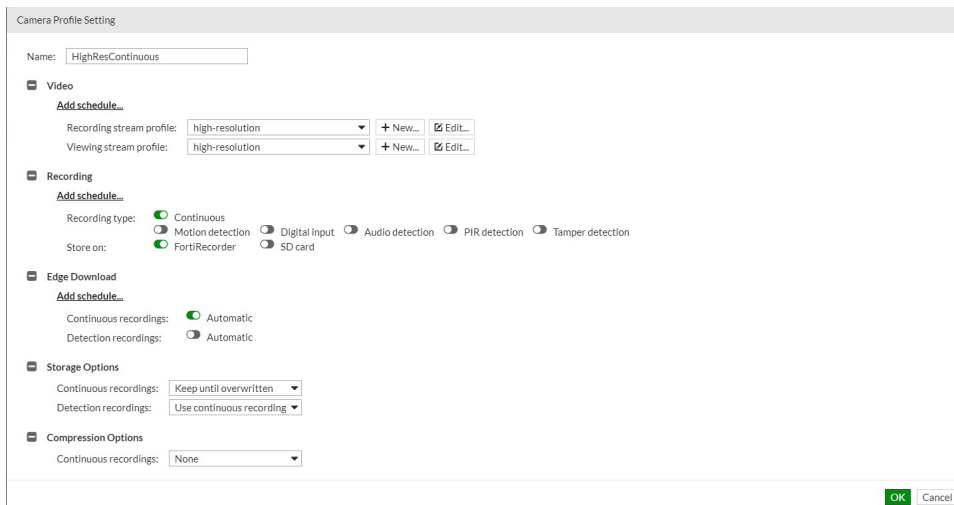 Camera Profile Setting
Name: HighResContinuous
Video
Add schedule...
Recording stream profile: high-resolution New... Edit...
Viewing stream profile: high-resolution New... Edit...
Recording
Add schedule...
Recording type: Continuous
Motion detection Digital input Audio detection PIR detection Tamper detection
Store on: FortiRecorder SD card
Edge Download
Add schedule...
Continuous recordings: Automatic
Detection recordings: Automatic
Storage Options
Continuous recordings: Keep until overwritten
Detection recordings: Use continuous recording
Compression Options
Continuous recordings: None
OK Cancel